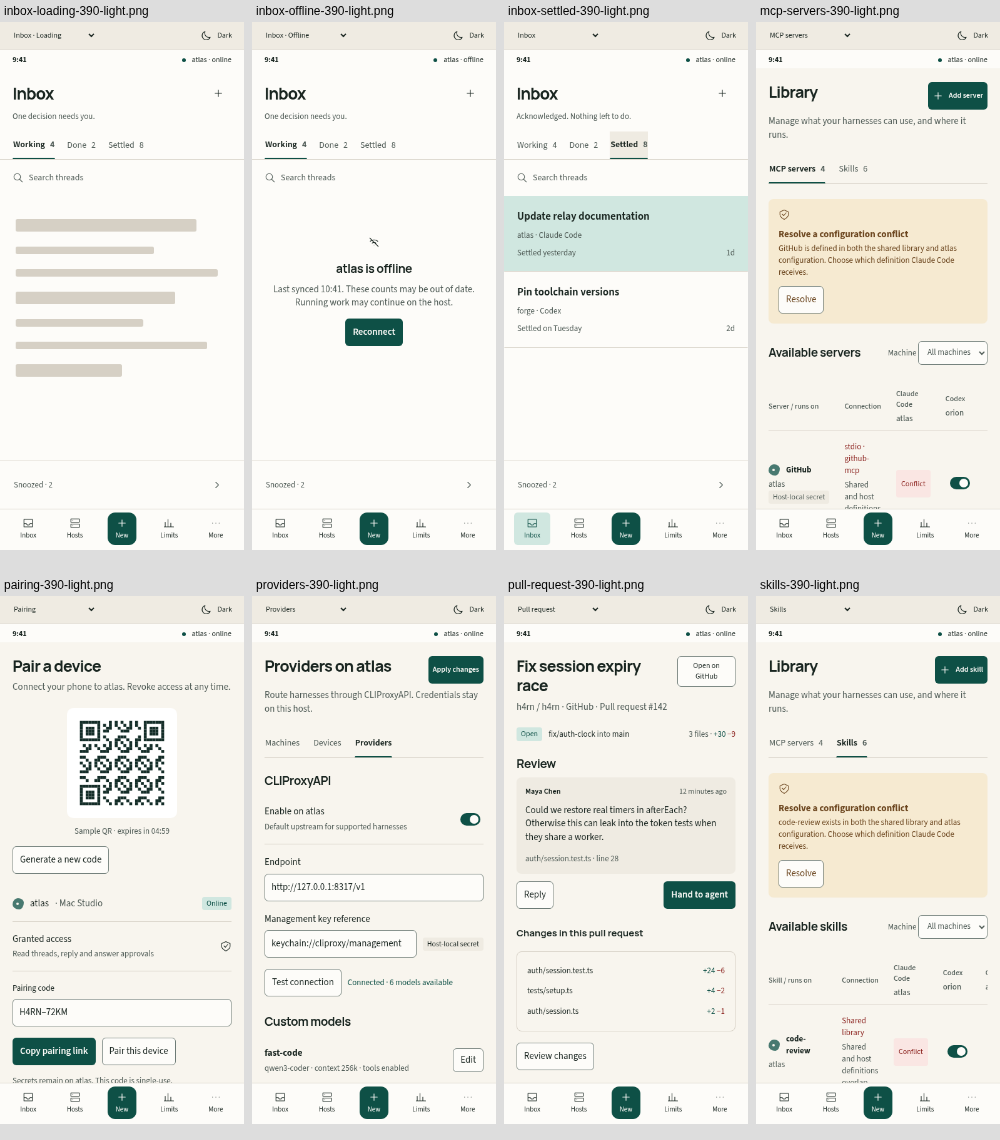 inbox-loading-390-light.png
Inbox · Loading
Dark
9:41
atlas · online
Inbox
One decision needs you.
Working 4 Done 2 Settled 8
Search threads
Snoozed · 2
Inbox Hosts New Limits More
inbox-offline-390-light.png
Inbox · Offline
Dark
9:41
atlas · offline
Inbox
One decision needs you.
Working 4 Done 2 Settled 8
Search threads
atlas is offline
Last synced 10:41. These counts may be out of date.
Running work may continue on the host.
Reconnect
Snoozed · 2
Inbox Hosts New Limits More
inbox-settled-390-light.png
Inbox
Dark
9:41
atlas · online
Inbox
Acknowledged. Nothing left to do.
Working 4 Done 2 Settled 8
Search threads
Update relay documentation
atlas · Claude Code
Settled yesterday 1d
Pin toolchain versions
forge · Codex
Settled on Tuesday 2d
Snoozed · 2
Inbox Hosts New Limits More
mcp-servers-390-light.png
MCP servers
Dark
9:41
atlas · online
Library
Add server
Manage what your harnesses can use, and where it
runs.
MCP servers 4 Skills 6
Resolve a configuration conflict
GitHub is defined in both the shared library and atlas
configuration. Choose which definition Claude Code
receives.
Resolve
Available servers
Machine All machines
Server / runs on
Connection
Claude
Code
atlas
Codex
orion
GitHub
atlas
Host-local secret
stdio ·
github-
mcp
Shared
and host
definitions
Conflict
Inbox Hosts New Limits More
pairing-390-light.png
Pairing
Dark
9:41
atlas · online
Pair a device
Connect your phone to atlas. Revoke access at any time.
Sample QR · expires in 04:59
Generate a new code
atlas · Mac Studio
Online
Granted access
Read threads, reply and answer approvals
Pairing code
H4RN–72KM
Copy pairing link
Pair this device
Secrets remain on atlas. This code is single-use.
Inbox Hosts New Limits More
providers-390-light.png
Providers
Dark
9:41
atlas · online
Providers on atlas
Apply changes
Route harnesses through CLIProxyAPI. Credentials stay
on this host.
Machines Devices Providers
CLIProxyAPI
Enable on atlas
Default upstream for supported harnesses
Endpoint
http://127.0.0.1:8317/v1
Management key reference
keychain://cliproxy/management
Host-local secret
Test connection
Connected · 6 models available
Custom models
fast-code
qwen3-coder · context 256k · tools enabled
Edit
Inbox Hosts New Limits More
pull-request-390-light.png
Pull request
Dark
9:41
atlas · online
Fix session expiry
race
Open on
GitHub
h4rn / h4rn · GitHub · Pull request #142
Open
fix/auth-clock into main
3 files · +30 −9
Review
Maya Chen 12 minutes ago
Could we restore real timers in afterEach?
Otherwise this can leak into the token tests when
they share a worker.
auth/session.test.ts · line 28
Reply
Hand to agent
Changes in this pull request
auth/session.test.ts +24 −6
tests/setup.ts +4 −2
auth/session.ts +2 −1
Review changes
Inbox Hosts New Limits More
skills-390-light.png
Skills
Dark
9:41
atlas · online
Library
Add skill
Manage what your harnesses can use, and where it
runs.
MCP servers 4 Skills 6
Resolve a configuration conflict
code-review exists in both the shared library and atlas
configuration. Choose which definition Claude Code
receives.
Resolve
Available skills
Machine All machines
Skill / runs on
Connection
Claude
Code
atlas
Codex
orion
code-
review
atlas
Shared
library
Shared
and host
definitions
overlap
Conflict
Inbox Hosts New Limits More